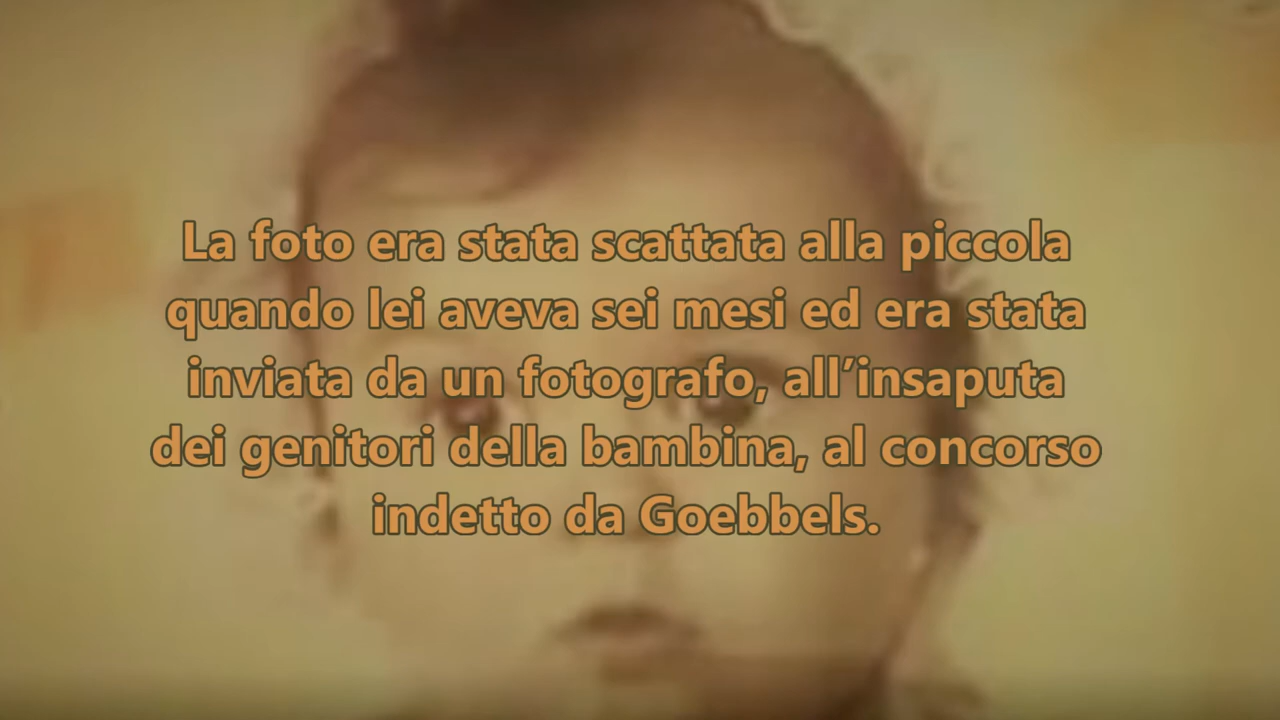 La foto era stata scattata alla piccola
quando lei aveva sei mesi ed era stata
inviata da un fotografo, all’insaputa
dei genitori della bambina, al concorso
indetto da Goebbels.